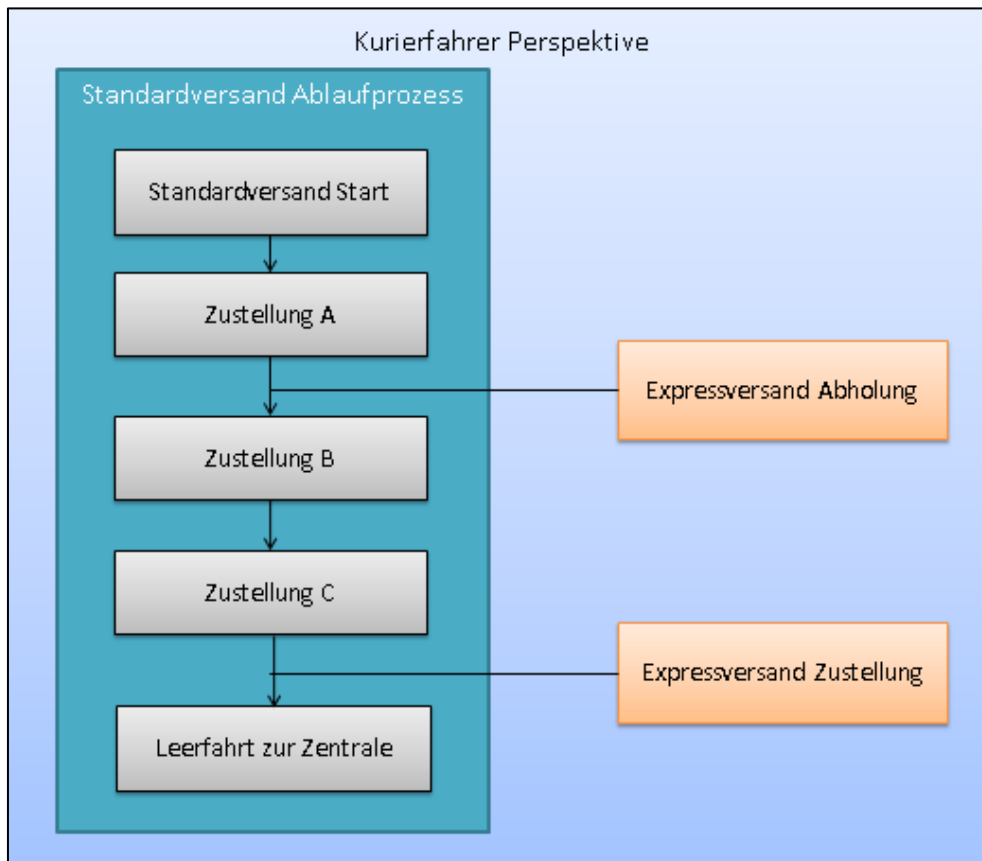 Kurierfahrer Perspektive
Standardversand Ablaufprozess
Standardversand Start
Zustellung A
Expressversand Abholung
Zustellung B
Zustellung C
Expressversand Zustellung
Leerfahrt zur Zentrale